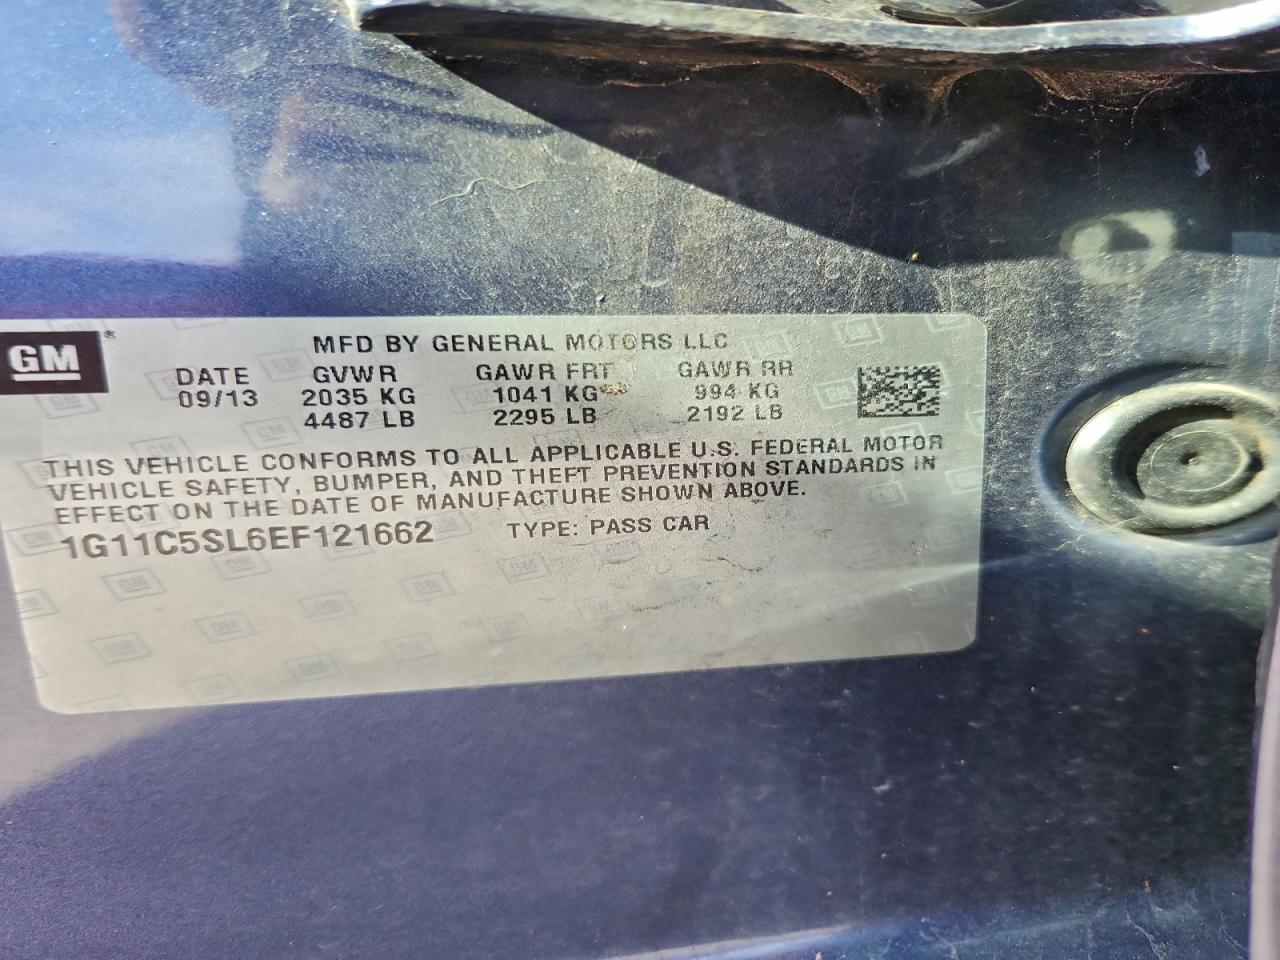 GM
MFD BY GENERAL MOTORS LLC
DATE GVWR GAWR FRT GAWR RR
09/13 2035 KG 1041 KG 994 KG
4487 LB 2295 LB 2192 LB
THIS VEHICLE CONFORMS TO ALL APPLICABLE U.S. FEDERAL MOTOR
VEHICLE SAFETY, BUMPER, AND THEFT PREVENTION STANDARDS IN
EFFECT ON THE DATE OF MANUFACTURE SHOWN ABOVE.
1G11C5SL6EF121662 TYPE: PASS CAR